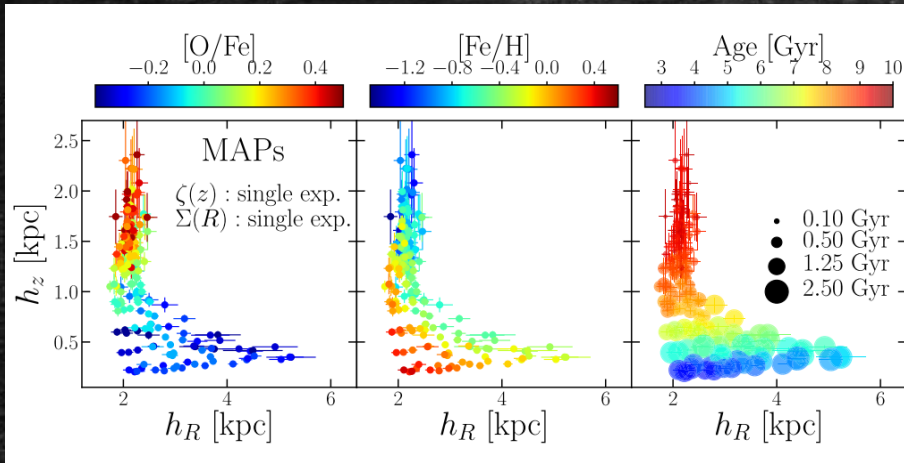 [O/Fe] [Fe/H] Age [Gyr]
−0.2 0.0 0.2 0.4 −1.2 −0.8 −0.4 0.0 0.4 3 4 5 6 7 8 9 10
MAPs
ζ(z) : single exp.
Σ(R) : single exp.
0.10 Gyr
0.50 Gyr
1.25 Gyr
2.50 Gyr
h_z [kpc]
2.5
2.0
1.5
1.0
0.5
2 4 6 2 4 6 2 4 6
h_R [kpc] h_R [kpc] h_R [kpc]